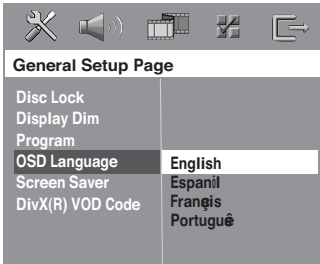 General Setup Page
Disc Lock
Display Dim
Program
OSD Language
Screen Saver
DivX(R) VOD Code
English
Español
Français
Português